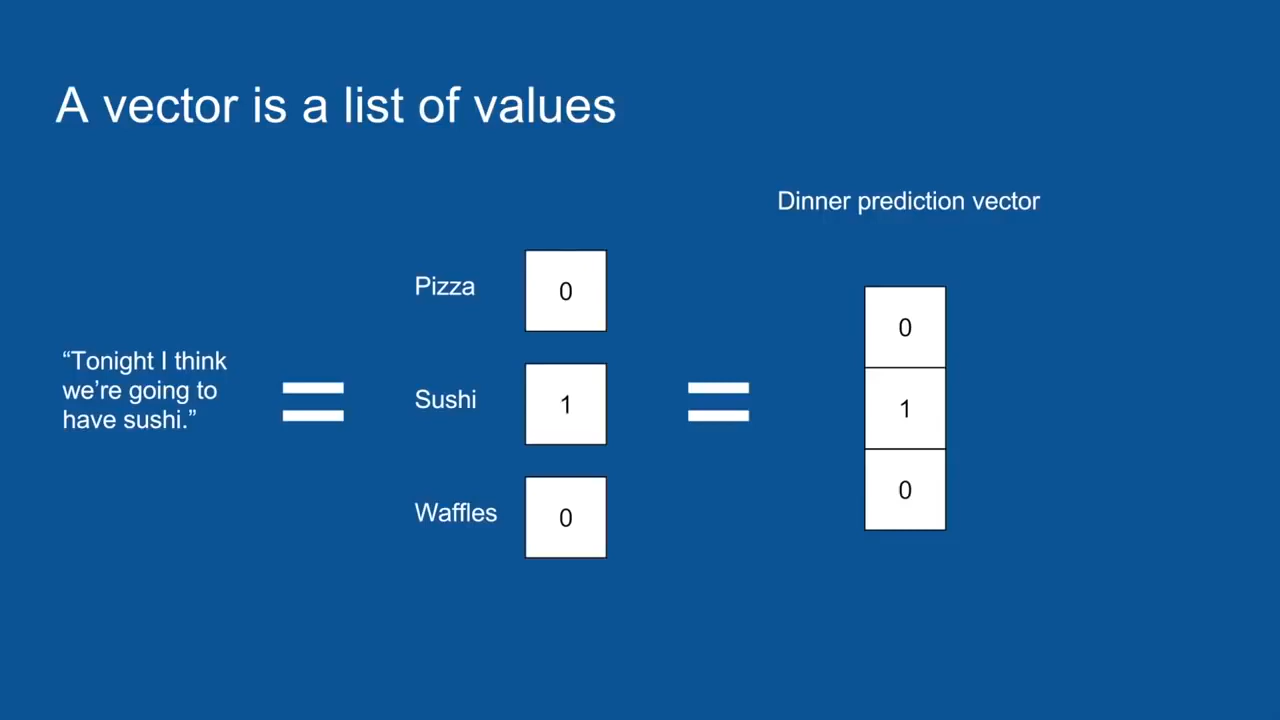 A vector is a list of values
Dinner prediction vector
“Tonight I think
we’re going to
have sushi.”
Pizza
0
Sushi
1
Waffles
0
0
1
0